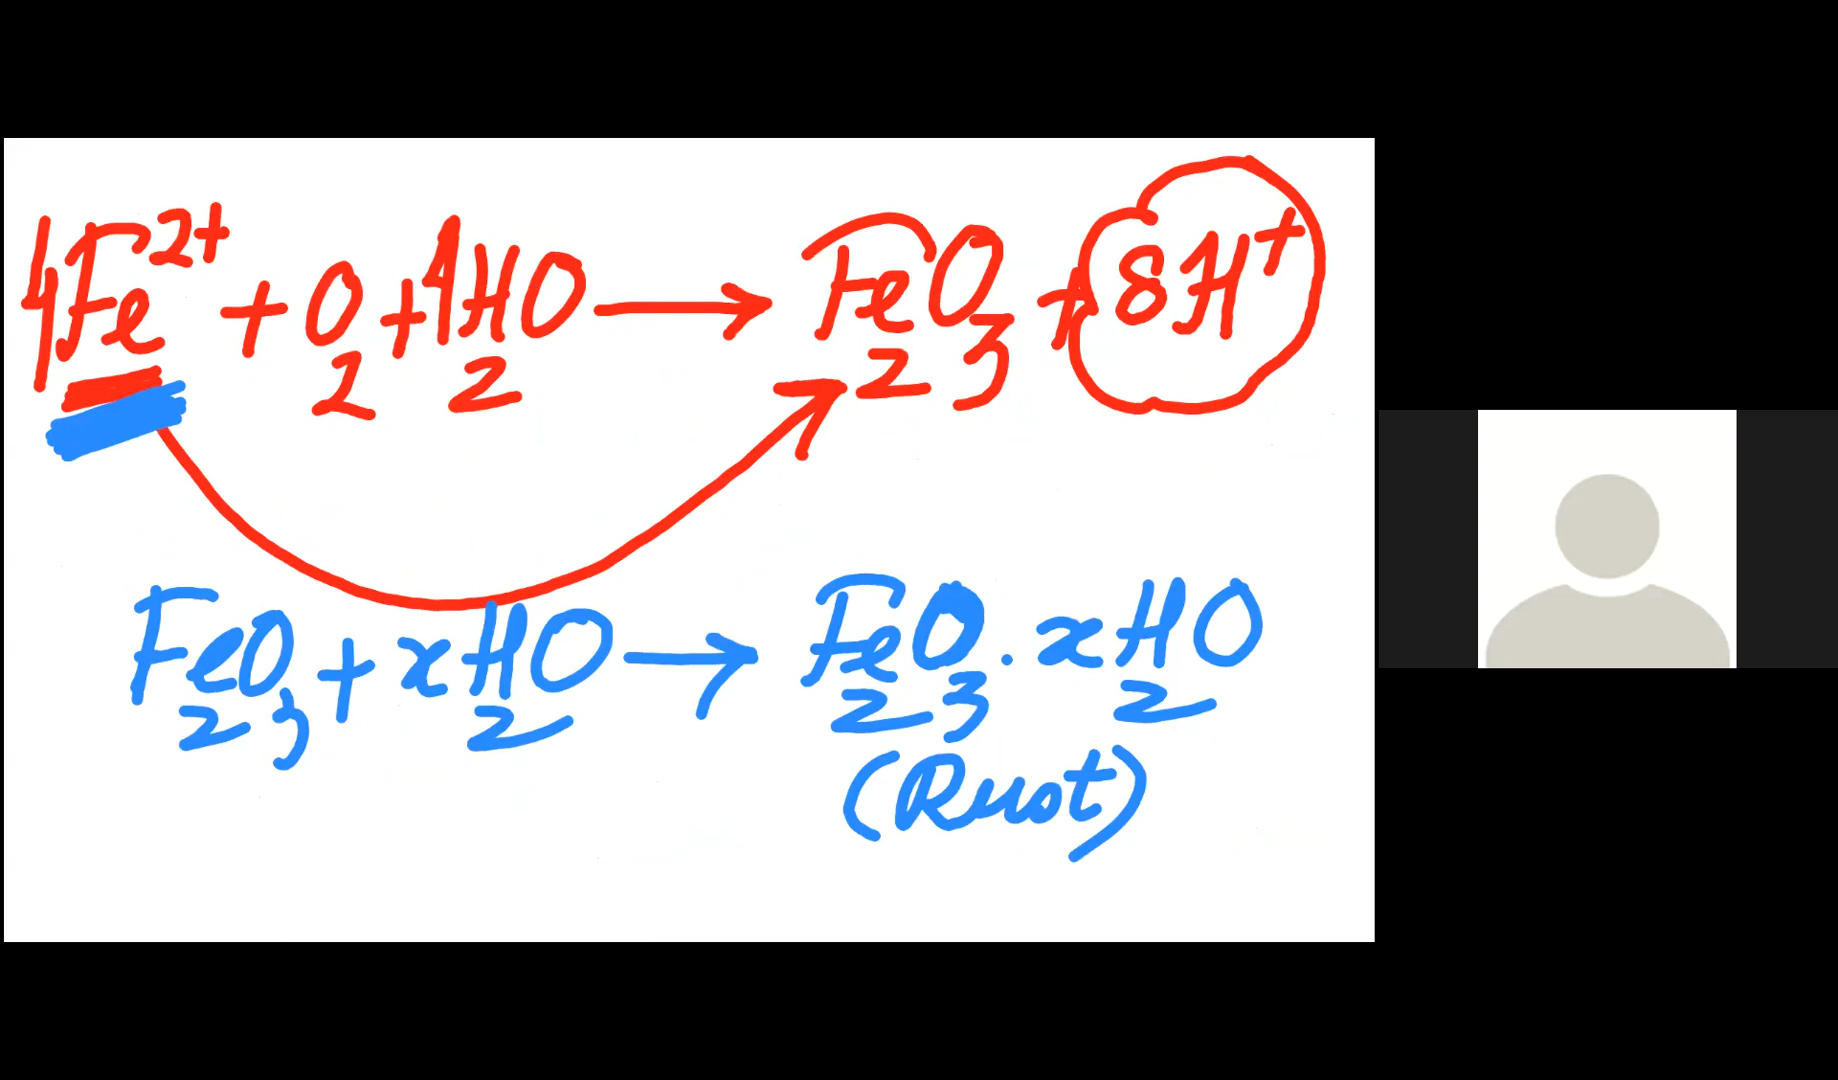 4Fe²⁺ + O₂ + 4H₂O → Fe₂O₃ + 8H⁺
Fe₂O₃ + xH₂O → Fe₂O₃.xH₂O
(Rust)